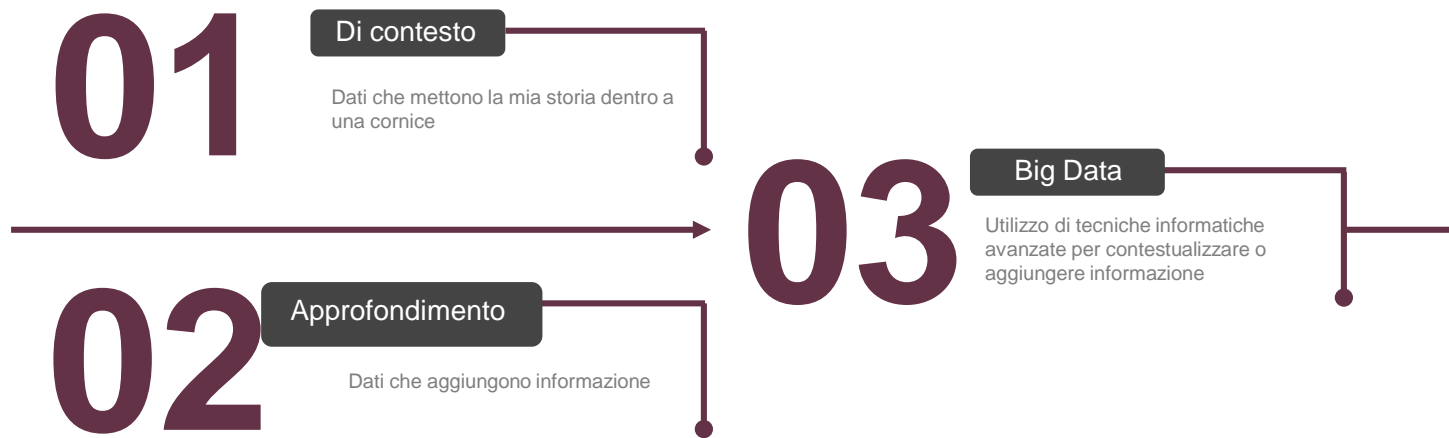 01
Di contesto
Dati che mettono la mia storia dentro a
una cornice
02
Approfondimento
Dati che aggiungono informazione
03
Big Data
Utilizzo di tecniche informatiche
avanzate per contestualizzare o
aggiungere informazione